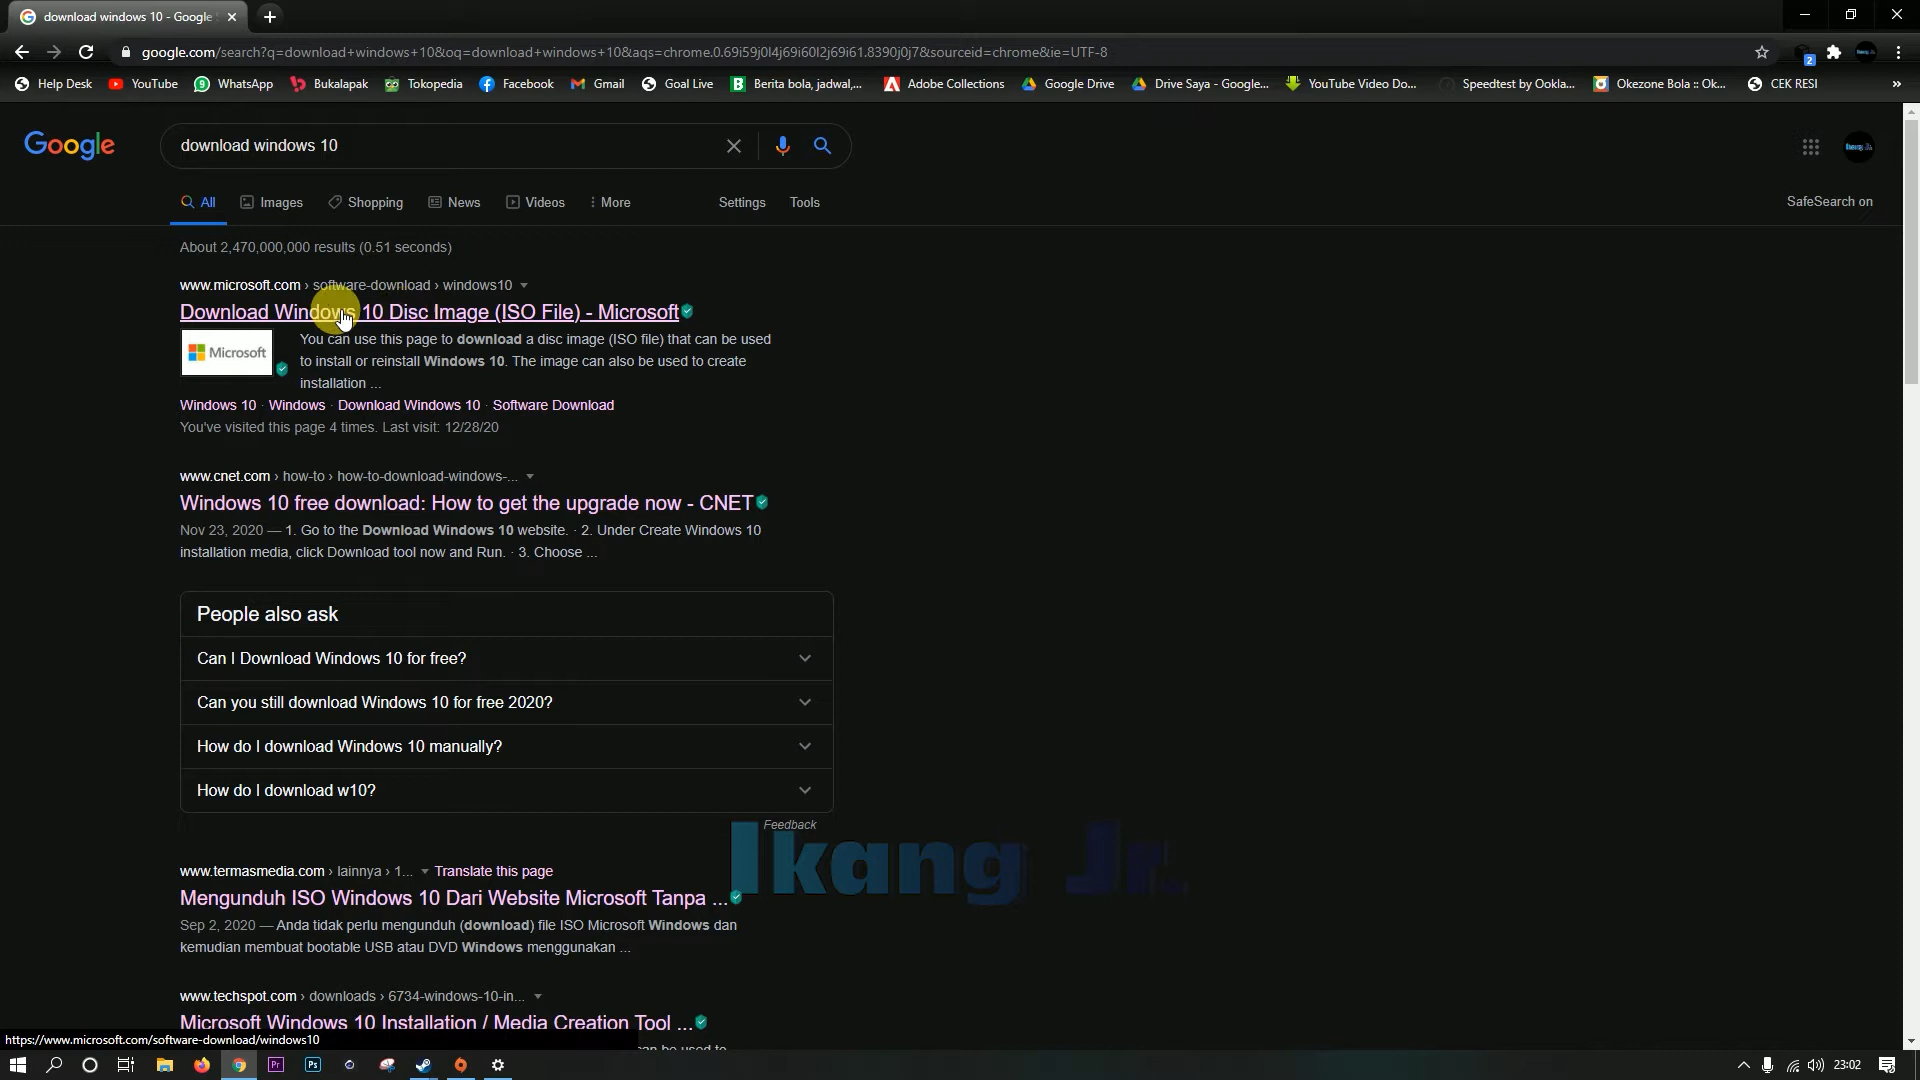 download windows 10 - Google S
google.com/search?q=download+windows+10&oq=download+windows+10&aqs=chrome.0.69i59j0l4j69i60l2j69i61.8390j0j7&sourceid=chrome&ie=UTF-8
2
Help Desk YouTube WhatsApp Bukalapak Tokopedia Facebook Gmail Goal Live Berita bola, jadwal,... Adobe Collections Google Drive Drive Saya - Google... YouTube Video Do... Speedtest by Ookla... Okezone Bola :: Ok... CEK RESI »
Google
download windows 10
All Images Shopping News Videos More Settings Tools
SafeSearch on
About 2,470,000,000 results (0.51 seconds)
www.microsoft.com › software-download › windows10
Download Windows 10 Disc Image (ISO File) - Microsoft
Microsoft
You can use this page to download a disc image (ISO file) that can be used
to install or reinstall Windows 10. The image can also be used to create
installation ...
Windows 10 · Windows · Download Windows 10 · Software Download
You've visited this page 4 times. Last visit: 12/28/20
www.cnet.com › how-to › how-to-download-windows-...
Windows 10 free download: How to get the upgrade now - CNET
Nov 23, 2020 — 1. Go to the Download Windows 10 website. · 2. Under Create Windows 10
installation media, click Download tool now and Run. · 3. Choose ...
People also ask
Can I Download Windows 10 for free?
Can you still download Windows 10 for free 2020?
How do I download Windows 10 manually?
How do I download w10?
Feedback
Ikang Jr.
www.termasmedia.com › lainnya › 1... Translate this page
Mengunduh ISO Windows 10 Dari Website Microsoft Tanpa ...
Sep 2, 2020 — Anda tidak perlu mengunduh (download) file ISO Microsoft Windows dan
kemudian membuat bootable USB atau DVD Windows menggunakan ...
www.techspot.com › downloads › 6734-windows-10-in...
Microsoft Windows 10 Installation / Media Creation Tool ...
https://www.microsoft.com/software-download/windows10
can be used to
Pr Ps
23:02